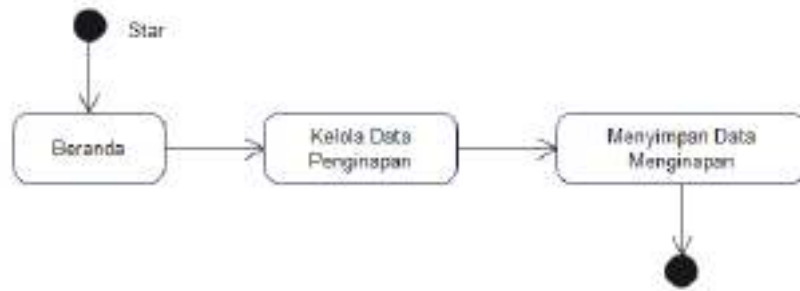 Star
Beranda
Kelola Data
Penginapan
Menyimpan Data
Menginapan